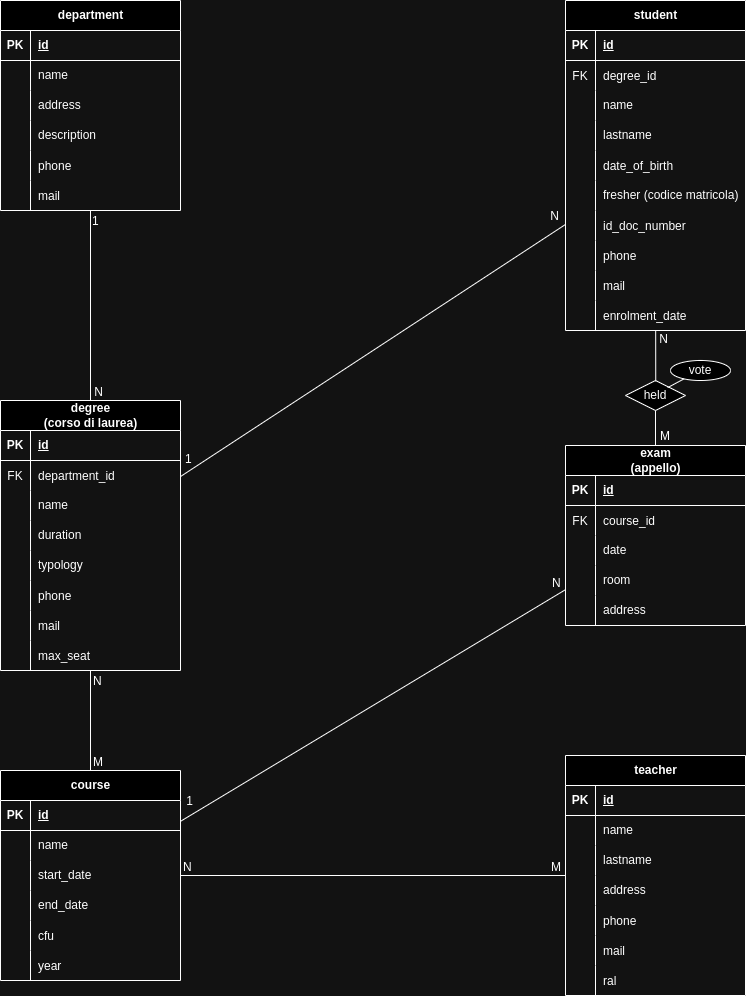 department
PK id
name
address
description
phone
mail
1
N
degree
(corso di laurea)
PK id
FK department_id
name
duration
typology
phone
mail
max_seat
1
N
M
course
PK id
name
start_date
end_date
cfu
year
1
N
student
PK id
FK degree_id
name
lastname
date_of_birth
fresher (codice matricola)
id_doc_number
phone
mail
enrolment_date
N
N
vote
held
M
exam
(appello)
PK id
FK course_id
date
room
address
N
teacher
PK id
name
lastname
address
phone
mail
ral
M